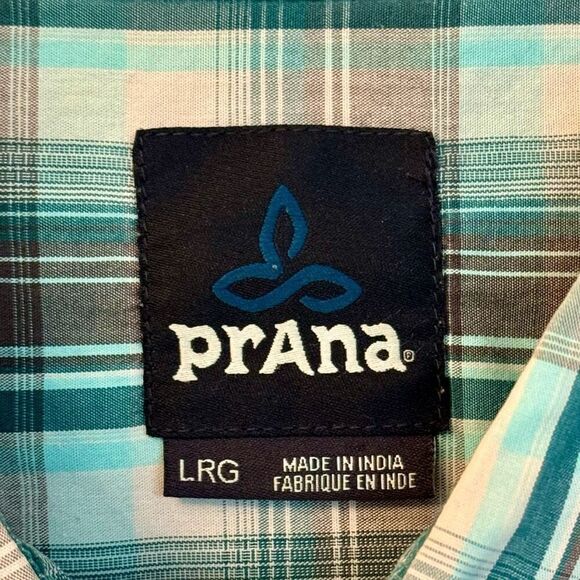 prAna®
LRG
MADE IN INDIA
FABRIQUE EN INDE